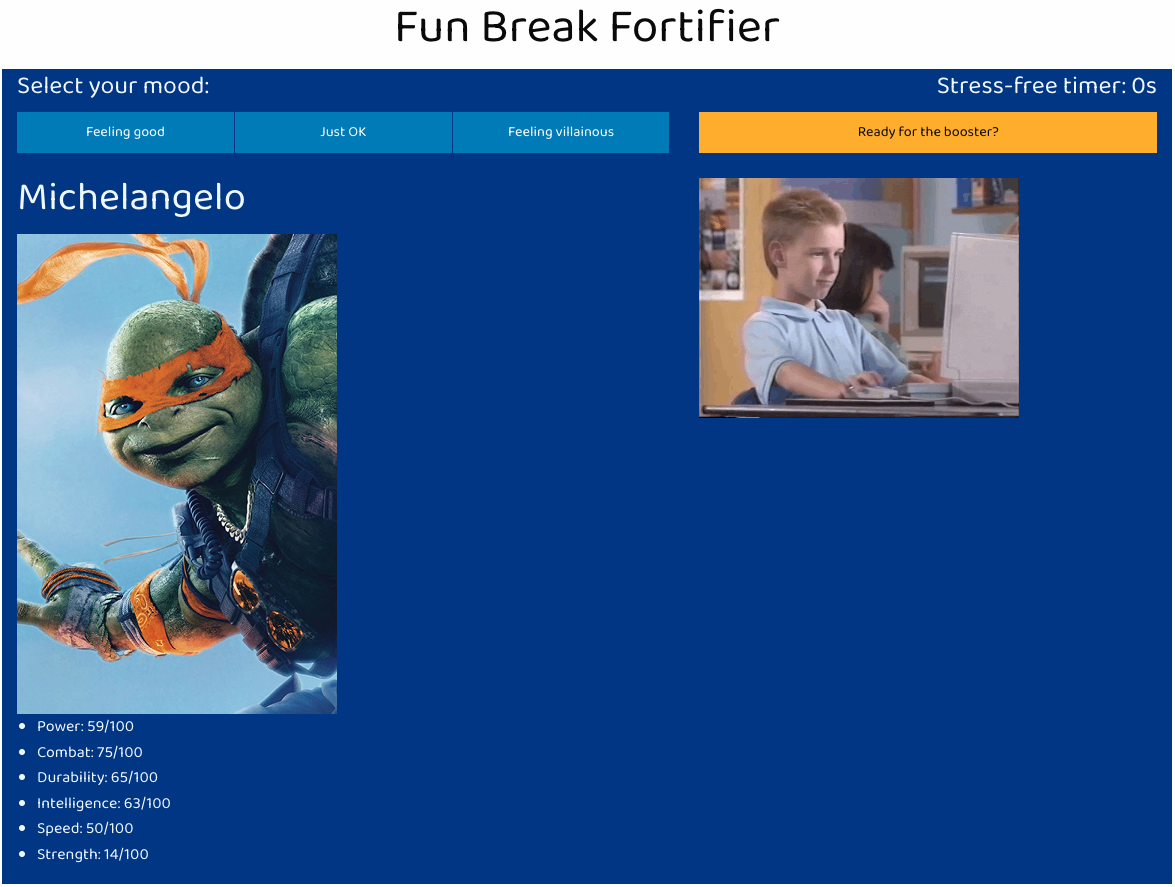 Fun Break Fortifier
Select your mood:
Stress-free timer: 0s
Feeling good
Just OK
Feeling villainous
Ready for the booster?
Michelangelo
Power: 59/100
Combat: 75/100
Durability: 65/100
Intelligence: 63/100
Speed: 50/100
Strength: 14/100